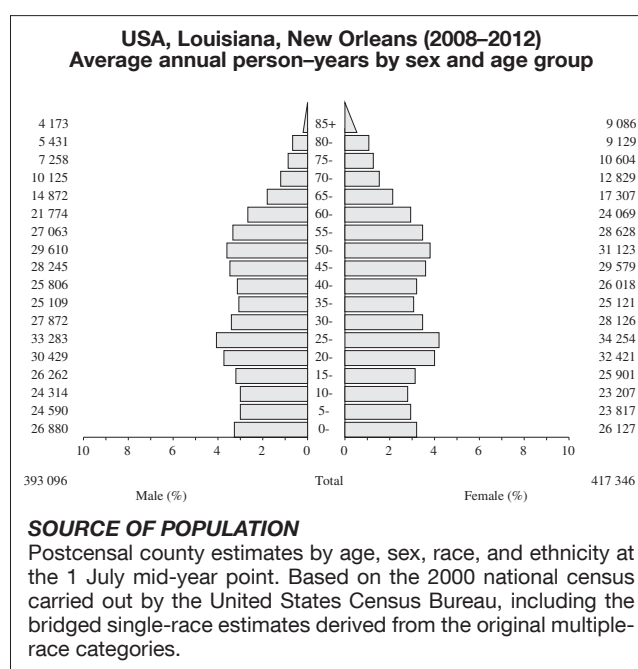 USA, Louisiana, New Orleans (2008–2012)
Average annual person–years by sex and age group
4 173 85+ 9 086
5 431 80- 9 129
7 258 75- 10 604
10 125 70- 12 829
14 872 65- 17 307
21 774 60- 24 069
27 063 55- 28 628
29 610 50- 31 123
28 245 45- 29 579
25 806 40- 26 018
25 109 35- 25 121
27 872 30- 28 126
33 283 25- 34 254
30 429 20- 32 421
26 262 15- 25 901
24 314 10- 23 207
24 590 5- 23 817
26 880 0- 26 127
10 8 6 4 2 0 0 2 4 6 8 10
393 096 Total 417 346
Male (%) Female (%)
SOURCE OF POPULATION
Postcensal county estimates by age, sex, race, and ethnicity at
the 1 July mid-year point. Based on the 2000 national census
carried out by the United States Census Bureau, including the
bridged single-race estimates derived from the original multiple-
race categories.